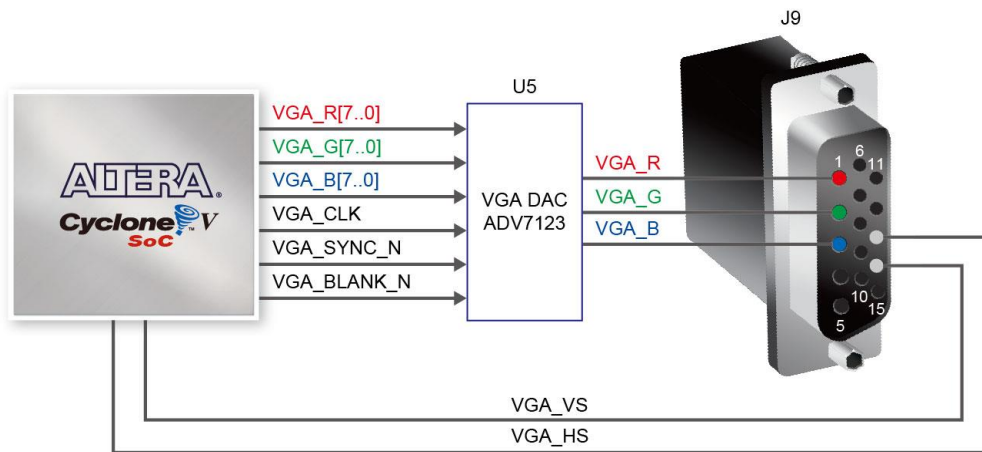 J9
U5
VGA_R[7..0]
VGA_G[7..0]
VGA_B[7..0]
VGA_CLK
VGA_SYNC_N
VGA_BLANK_N
ALTERA®
Cyclone™ V
SoC
VGA DAC
ADV7123
VGA_R
VGA_G
VGA_B
1
6
11
5
10
15
VGA_VS
VGA_HS